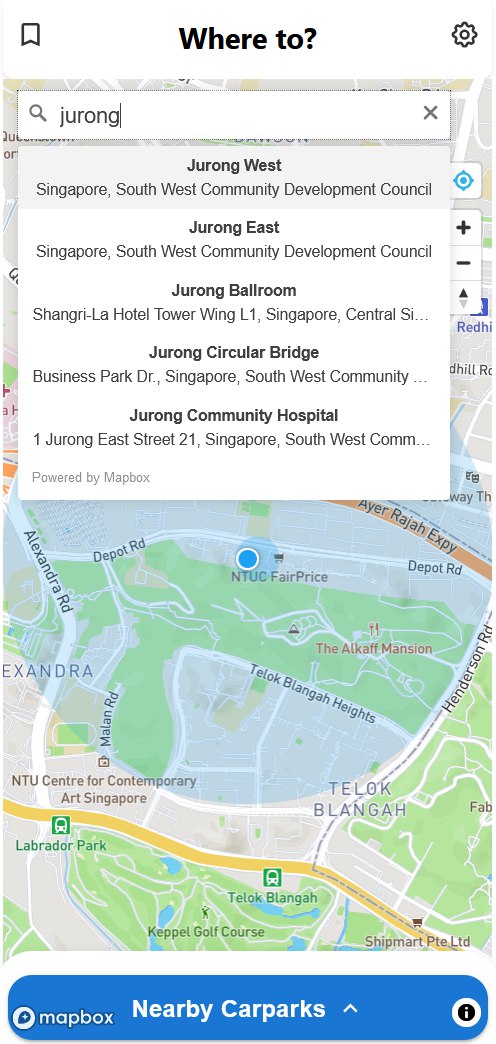 Where to?
jurong
DAWSON
Jurong West
Singapore, South West Community Development Council
Jurong East
Singapore, South West Community Development Council
Jurong Ballroom
Shangri-La Hotel Tower Wing L1, Singapore, Central Si...
Redhi
Jurong Circular Bridge
Business Park Dr., Singapore, South West Community ...
dhill Rd
Jurong Community Hospital
1 Jurong East Street 21, Singapore, South West Comm...
Powered by Mapbox
Gateway Th
Ayer Rajah Expy
Alexandra Rd
Depot Rd
Depot Rd
NTUC FairPrice
The Alkaff Mansion
Henderson Rd
EXANDRA
Telok Blangah Heights
Malan Rd
NTU Centre for Contemporary
Art Singapore
TELOK
BLANGAH
Fab
Labrador Park
Telok Blangah
Keppel Golf Course
Shipmart Pte Ltd
Nearby Carparks
mapbox